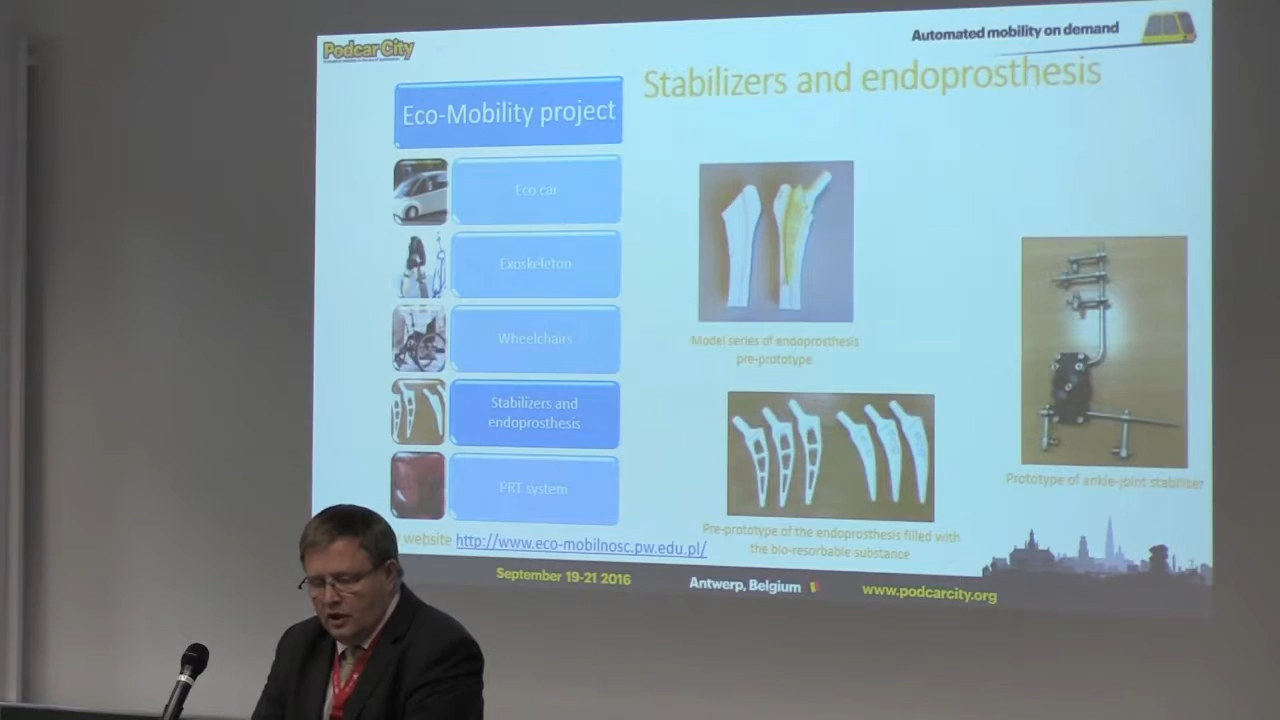 Podcar City
Automated mobility on demand
Stabilizers and endoprosthesis
Eco-Mobility project
Eco car
Exoskeleton
Wheelchairs
Stabilizers and
endoprosthesis
PRT system
Model series of endoprosthesis
pre-prototype
Pre-prototype of the endoprosthesis filled with
the bio-resorbable substance
Prototype of ankle-joint stabiliser
website http://www.eco-mobilnosc.pw.edu.pl/
September 19-21 2016
Antwerp, Belgium
www.podcarcity.org